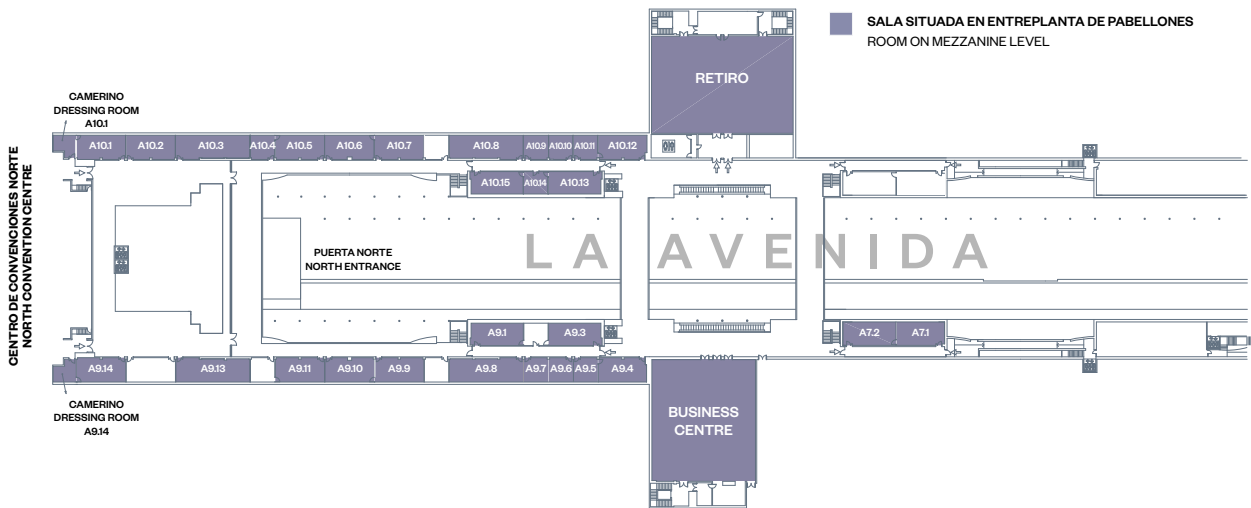 SALA SITUADA EN ENTREPLANTA DE PABELLONES
ROOM ON MEZZANINE LEVEL
RETIRO
CAMERINO
DRESSING ROOM
A10.1
A10.1
A10.2
A10.3
A10.4
A10.5
A10.6
A10.7
A10.8
A10.9
A10.10
A10.11
A10.12
A10.15
A10.14
A10.13
CENTRO DE CONVENCIONES NORTE
NORTH CONVENTION CENTRE
PUERTA NORTE
NORTH ENTRANCE
LA AVENIDA
A9.1
A9.3
A7.2
A7.1
A9.14
A9.13
A9.11
A9.10
A9.9
A9.8
A9.7
A9.6
A9.5
A9.4
CAMERINO
DRESSING ROOM
A9.14
BUSINESS
CENTRE